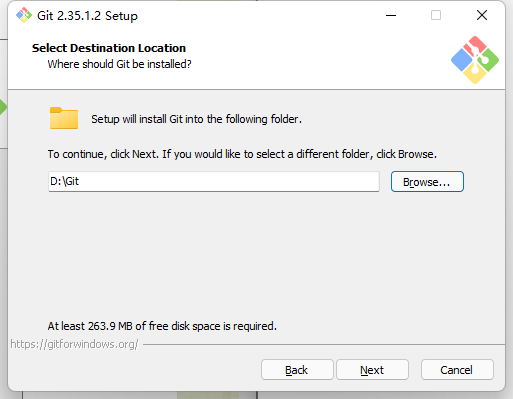 Git 2.35.1.2 Setup
Select Destination Location
Where should Git be installed?
Setup will install Git into the following folder.
To continue, click Next. If you would like to select a different folder, click Browse.
D:\Git
Browse...
At least 263.9 MB of free disk space is required.
https://gitforwindows.org/
Back
Next
Cancel